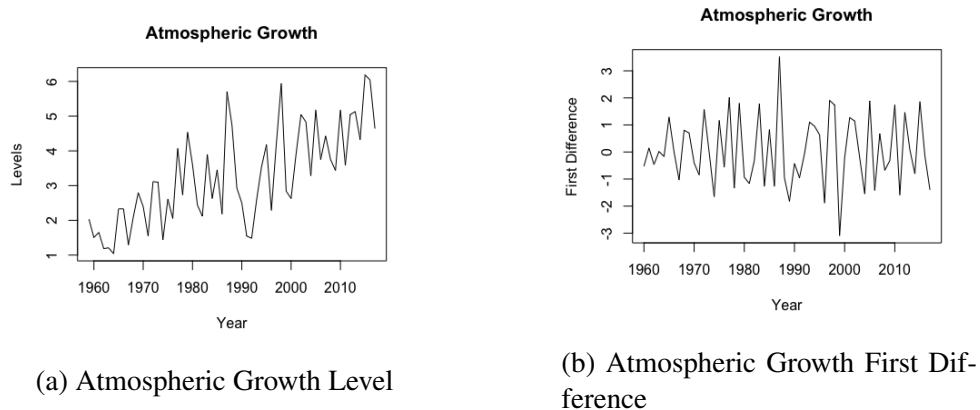 Atmospheric Growth
Levels
6
5
4
3
2
1
1960 1970 1980 1990 2000 2010
Year
(a) Atmospheric Growth Level
Atmospheric Growth
First Difference
3
2
1
0
-1
-2
-3
1960 1970 1980 1990 2000 2010
Year
(b) Atmospheric Growth First Dif-
ference